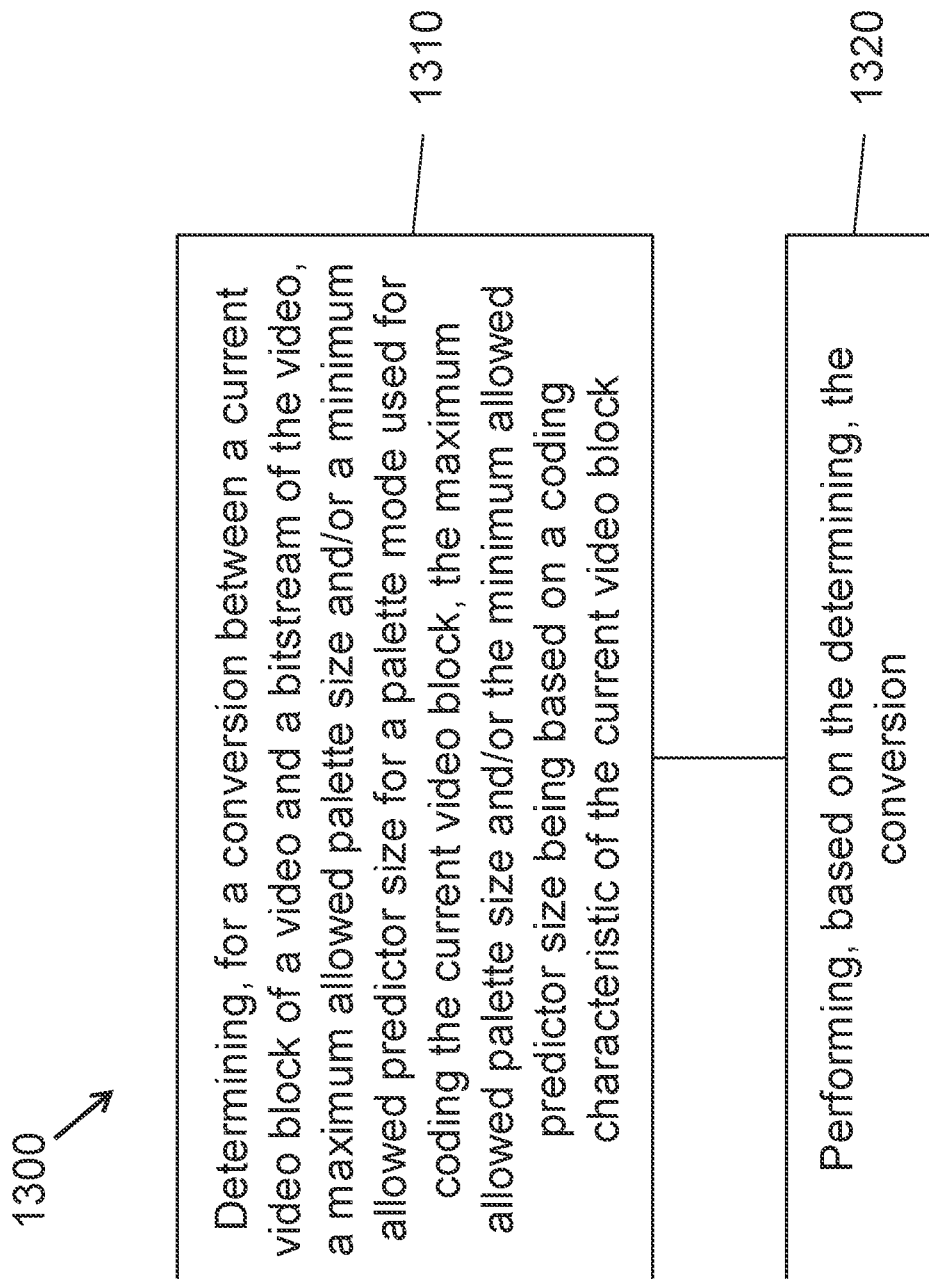 1300
Determining, for a conversion between a current
video block of a video and a bitstream of the video,
a maximum allowed palette size and/or a minimum
allowed predictor size for a palette mode used for
coding the current video block, the maximum
allowed palette size and/or the minimum allowed
predictor size being based on a coding
characteristic of the current video block
1310
Performing, based on the determining, the
conversion
1320